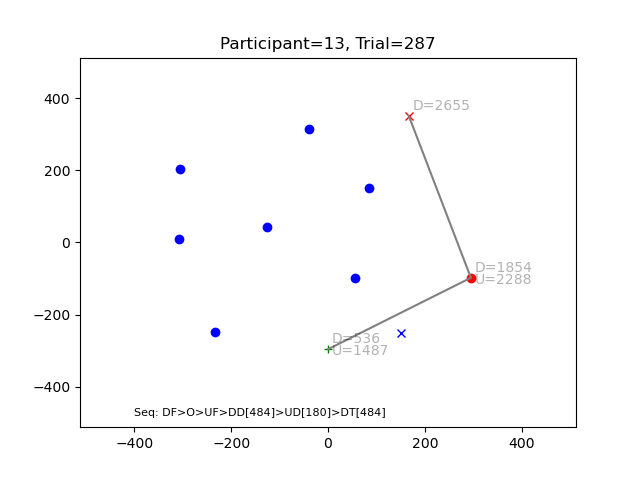 Participant=13, Trial=287
D=2655
D=1854
U=2288
D=536
U=1487
Seq: DF>O>UF>DD[484]>UD[180]>DT[484]
400
200
0
−200
−400
−400
−200
0
200
400